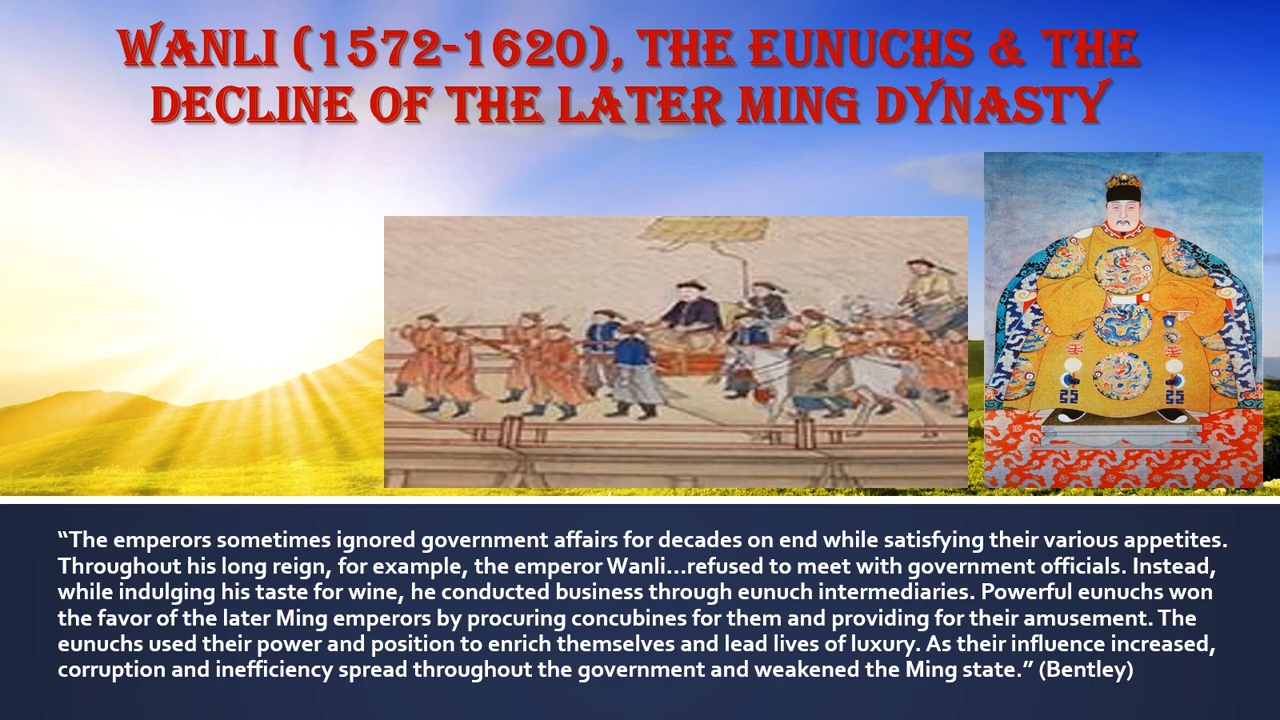 WANLI (1572-1620), THE EUNUCHS & THE
DECLINE OF THE LATER MING DYNASTY
“The emperors sometimes ignored government affairs for decades on end while satisfying their various appetites.
Throughout his long reign, for example, the emperor Wanli…refused to meet with government officials. Instead,
while indulging his taste for wine, he conducted business through eunuch intermediaries. Powerful eunuchs won
the favor of the later Ming emperors by procuring concubines for them and providing for their amusement. The
eunuchs used their power and position to enrich themselves and lead lives of luxury. As their influence increased,
corruption and inefficiency spread throughout the government and weakened the Ming state.” (Bentley)